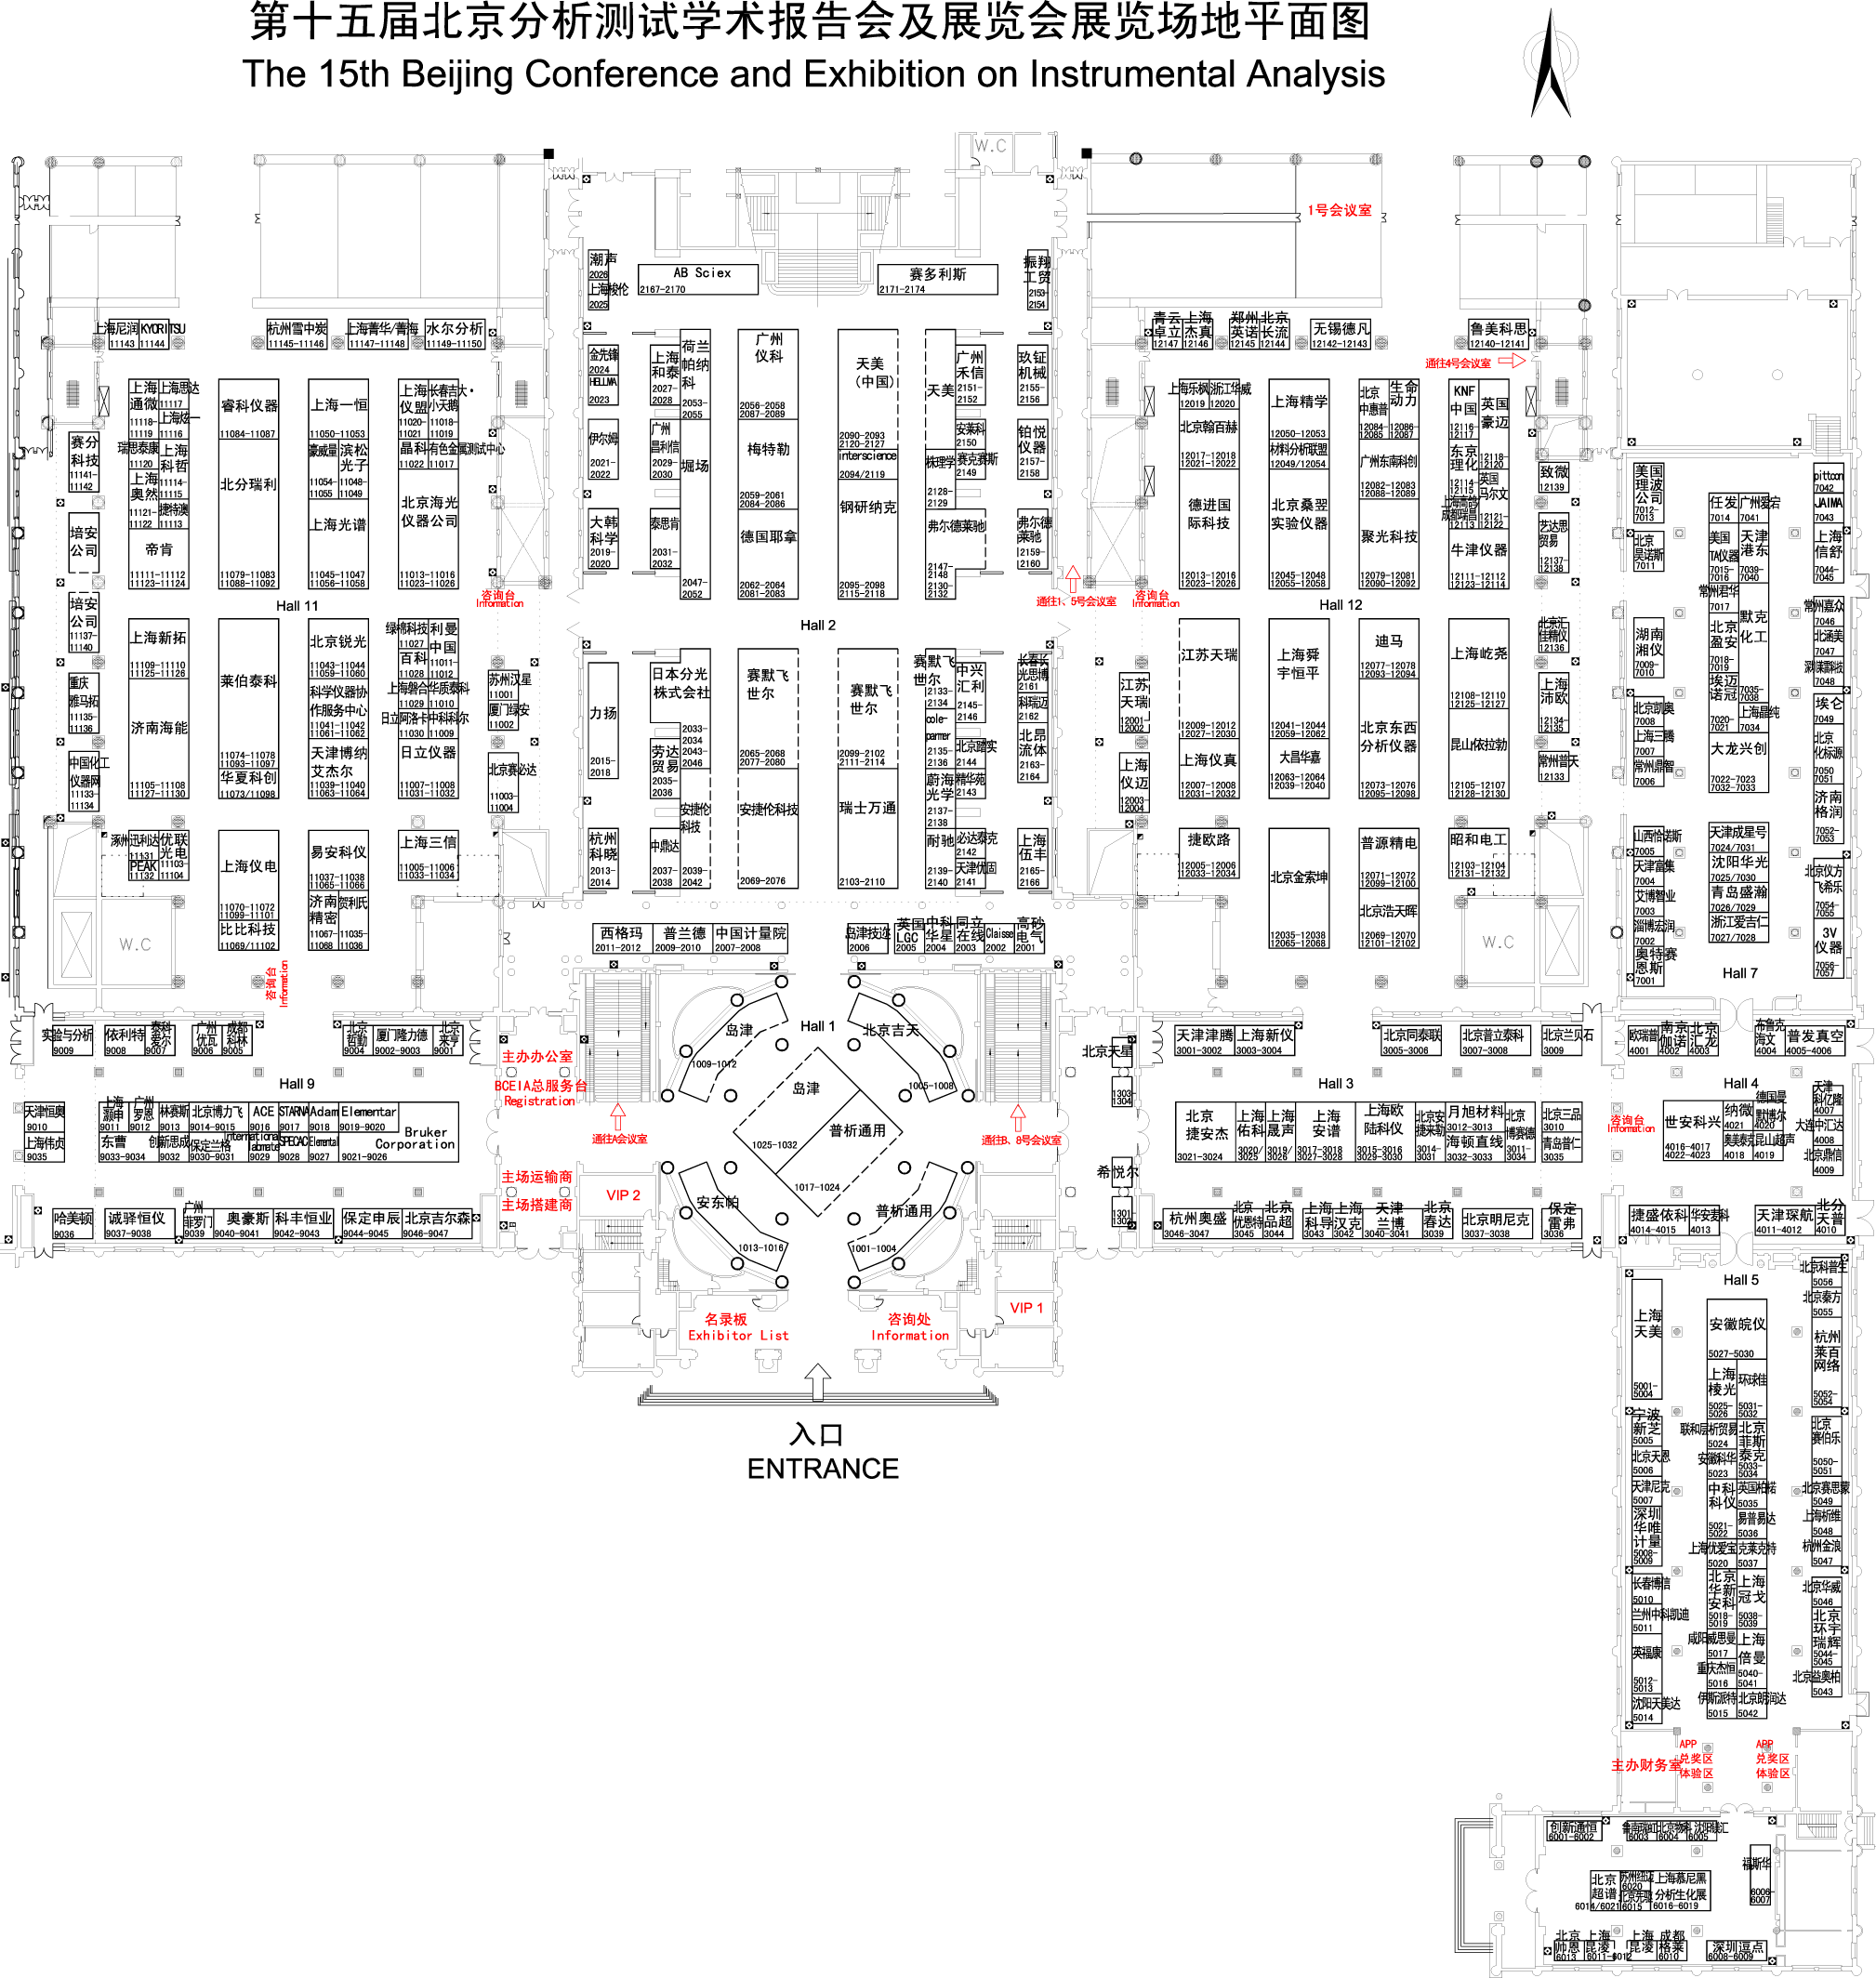 第十五届北京分析测试学术报告会及展览会展览场地平面图
The 15th Beijing Conference and Exhibition on Instrumental Analysis
W.C
1号会议室
潮声
2026
上海梭伦
2025
AB Sciex
2167-2170
赛多利斯
2171-2174
振翔
工贸
2153-
2154
上海尼润
11143
KYORITSU
11144
杭州雪中炭
11145-11146
上海菁华/菁海
11147-11148
水尔分析
11149-11150
青云
卓立
12147
上海
杰真
12146
郑州
英诺
12145
北京
长流
12144
无锡德凡
12142-12143
鲁美科思
12140-12141
通往4号会议室
赛分
科技
11141-
11142
培安
公司
培安
公司
11137-
11140
重庆
雅马拓
11135-
11136
中国化工
仪器网
11133-
11134
上海
通微
11118-
11119
上海思达
11117
11116
瑞思泰康
11120
上海
科哲
11114-
11115
上海
奥然
11121-
11122
捷特澳
11113
帝肯
11111-11112
11123-11124
睿科仪器
11084-11087
北分瑞利
11079-11083
11088-11092
上海一恒
11050-11053
豪威量
11054-
11055
滨松
光子
11048-
11049
上海光谱
11045-11047
11056-11058
上海
仪盟
11020-
11021
长春吉大·
小天鹅
11018-
11019
晶科
11022
有色金属测试中心
11017
北京海光
仪器公司
11013-11016
11023-11026
咨询台
Information
Hall 11
上海新拓
11109-11110
11125-11126
济南海能
11105-11108
11127-11130
莱伯泰科
11074-11078
11093-11097
华夏科创
11073/11098
北京锐光
11043-11044
11059-11060
科学仪器协
作服务中心
11041-11042
11061-11062
天津博纳
艾杰尔
11039-11040
11063-11064
绿棉科技
11027
利曼
中国
11011-
11012
百科
11028
上海磐合
11029
华质泰科
11010
日立阿洛卡
11030
中科科尔
11009
日立仪器
11007-11008
11031-11032
苏州汉星
11001
厦门绿安
11002
北京赛必达
11003-
11004
涿州迅利达
11131
PEAK
11132
优联
光电
11103-
11104
上海仪电
11070-11072
11099-11101
比比科技
11069/11102
易安科仪
11037-11038
11065-11066
济南
精密
11067-
11068
贺利氏
11035-
11036
上海三信
11005-11006
11033-11034
W.C
咨询台
Information
金先锋
2024
HELLMA
2023
伊尔姆
2021-
2022
大韩
科学
2019-
2020
上海
和泰
2027-
2028
广州
昌利信
2029-
2030
泰思肯
2031-
2032
荷兰
帕纳
科
2053-
2055
堀场
2047-
2052
广州
仪科
2056-2058
2087-2089
梅特勒
2059-2061
2084-2086
德国耶拿
2062-2064
2081-2083
天美
(中国)
2090-2093
2120-2127
interscience
2094/2119
钢研纳克
2095-2098
2115-2118
天美
广州
禾信
2151-
2152
安莱科
2150
株理学
2128-
2129
赛克赛斯
2149
弗尔德莱驰
2147-
2148
2130-
2132
玖钲
机械
2155-
2156
铂悦
仪器
2157-
2158
弗尔德
莱驰
2159-
2160
通往1、5号会议室
Hall 2
力扬
2015-
2018
日本分光
株式会社
2033-
2034
2043-
2046
劳达
贸易
2035-
2036
安捷伦
科技
2039-
2042
赛默飞
世尔
2065-2068
2077-2080
安捷伦科技
2069-2076
赛默飞
世尔
2099-2102
2111-2114
瑞士万通
2103-2110
赛默飞
世尔
2133-
2134
中兴
汇利
2145-
2146
cole-
parmer
2135-
2136
北京踏实
2144
蔚海
光学
2137-
2138
精华苑
2143
长春长
光思博
2161
科瑞迈
2162
北昂
流体
2163-
2164
杭州
科晓
2013-
2014
中鼎达
2037-
2038
耐驰
2139-
2140
必达泰克
2142
天津优固
2141
上海
伍丰
2165-
2166
西格玛
2011-2012
普兰德
2009-2010
中国计量院
2007-2008
岛津技迩
2006
英国
LGC
2005
中科
华星
2004
同立
在线
2003
Claisse
2002
高砂
电气
2001
上海乐枫
12019
浙江华威
12020
北京翰百赫
12017-12018
12021-12022
德进国
际科技
12013-12016
12023-12026
上海精学
12050-12053
材料分析联盟
12049/12054
北京桑翌
实验仪器
12045-12048
12055-12058
北京
中惠普
12084-
12085
生命
动力
12086-
12087
广州东南科创
12082-12083
12088-12089
聚光科技
12079-12081
12090-12092
KNF
中国
12116-
12117
英国
豪迈
12118-
12120
东京
理化
12114-
12115
英国
马尔文
12121-
12122
成都瑞昌
12113
牛津仪器
12111-12112
12123-12114
致微
12139
艺达思
贸易
12137-
12138
咨询台
Information
Hall 12
江苏
天瑞
12001-
12002
上海
仪迈
12003-
12004
江苏天瑞
12009-12012
12027-12030
上海仪真
12007-12008
12031-12032
上海舜
宇恒平
12041-12044
12059-12062
大昌华嘉
12063-12064
12039-12040
迪马
12077-12078
12093-12094
北京东西
分析仪器
12073-12076
12095-12098
上海屹尧
12108-12110
12125-12127
昆山依拉勃
12105-12107
12128-12130
北京汇
佳精仪
12136
上海
沛欧
12134-
12135
常州普天
12133
捷欧路
12005-12006
12033-12034
北京金索坤
12035-12038
12065-12068
普源精电
12071-12072
12099-12100
北京浩天晖
12069-12070
12101-12102
昭和电工
12103-12104
12131-12132
W.C
美国
理波
公司
7012-
7013
北京
昊诺斯
7011
湖南
湘仪
7009-
7010
北京凯奥
7008
上海三腾
7007
常州鼎智
7006
山西恰诺斯
7005
天津富集
7004
艾博智业
7003
淄博宏润
7002
奥特赛
恩斯
7001
任发
7014
广州爱宕
7041
美国
TA仪器
7015-
7016
天津
港东
7039-
7040
常州君华
7017
默克
化工
7035-
7038
北京
盈安
7018-
7019
埃迈
诺冠
7020-
7021
上海晶纯
7034
大龙兴创
7022-7023
7032-7033
天津成星号
7024/7031
沈阳华光
7025/7030
青岛盛瀚
7026/7029
浙江爱吉仁
7027/7028
pittcon
7042
JAIMA
7043
上海
信舒
7044-
7045
常州嘉众
7046
北涵美
7047
7048
埃仑
7049
北京
化标源
7050
7051
济南
格润
7052-
7053
北京仪方
飞希乐
7054-
7055
3V
仪器
7056-
7057
Hall 7
实验与分析
9009
依利特
9008
泰科
爱尔
9007
广州
优瓦
9006
成都
科林
9005
北京
哲勤
9004
厦门隆力德
9002-9003
北京
来亨
9001
Hall 9
天津恒奥
9010
上海伟贞
9035
上海
灏申
9011
广州
罗恩
9012
林赛斯
9013
北京博力飞
9014-9015
ACE
9016
STARNA
9017
Adam
9018
Elementar
9019-9020
Bruker
Corporation
东曹
9033-9034
创新思成
9032
保定兰格
9030-9031
International
labmate
9029
SPECAC
9028
Elemental
9027
9021-9026
哈美顿
9036
诚驿恒仪
9037-9038
广州
菲罗门
9039
奥豪斯
9040-9041
科丰恒业
9042-9043
保定申辰
9044-9045
北京吉尔森
9046-9047
主办办公室
BCEIA总服务台
Registration
主场运输商
主场搭建商
通往A会议室
VIP 2
岛津
1009-1012
Hall 1
北京吉天
1005-1008
岛津
1025-1032
普析通用
1017-1024
安东帕
1013-1016
普析通用
1001-1004
通往B、8号会议室
VIP 1
名录板
Exhibitor List
咨询处
Information
入口
ENTRANCE
北京天星
1303-
1304
希悦尔
1301-
1302
天津津腾
3001-3002
上海新仪
3003-3004
北京同泰联
3005-3006
北京普立泰科
3007-3008
北京兰贝石
3009
Hall 3
北京
捷安杰
3021-3024
上海
佑科
3020/
3025
上海
晟声
3019/
3026
上海
安谱
3017-3018
3027-3028
上海欧
陆科仪
3015-3016
3029-3030
北京安
捷来勒
3014-
3031
月旭材料
3012-3013
海顿直线
3032-3033
北京
博赛德
3011-
3034
北京三品
3010
青岛普仁
3035
杭州奥盛
3046-3047
北京
优恩特
3045
北京
品超
3044
上海
科导
3043
上海
汉克
3042
天津
兰博
3040-3041
北京
春达
3039
北京明尼克
3037-3038
保定
雷弗
3036
欧瑞普
4001
南京
伽诺
4002
北京
汇龙
4003
布鲁克
海文
4004
普发真空
4005-4006
Hall 4
咨询台
Information
世安科兴
4016-4017
4022-4023
纳微
4021
德国曼
默博尔
4020
奥美泰克
4018
昆山超声
4019
天津
科亿隆
4007
大连中汇达
4008
北京鼎信
4009
捷盛依科
4014-4015
华安麦科
4013
天津琛航
4011-4012
北分
天普
4010
Hall 5
上海
天美
5001-
5004
宁波
新芝
5005
北京天恩
5006
天津尼克
5007
深圳
华唯
计量
5008-
5009
长春博信
5010
兰州中科凯迪
5011
英福康
5012-
5013
沈阳天美达
5014
安徽皖仪
5027-5030
上海
棱光
5025-
5026
环球佳
5031-
5032
联和层析贸易
5024
北京
菲斯
泰克
5033-
5034
安徽科华
5023
中科
科仪
5021-
5022
英国柏楉
5035
易普易达
5036
上海优爱宝
5020
克莱克特
5037
北京
华新
安科
5018-
5019
上海
冠戈
5038-
5039
咸阳威思曼
5017
上海
倍曼
5040-
5041
重庆杰恒
5016
伊斯派特
5015
北京朗润达
5042
北京科普生
5056
北京秦方
5055
杭州
莱百
网络
5052-
5054
北京
赛伯乐
5050-
5051
北京赛思蒙
5049
上海析维
5048
杭州金浪
5047
北京华威
5046
北京
环宇
瑞辉
5044-
5045
北京益奥柏
5043
主办财务室
APP
兑奖区
体验区
APP
兑奖区
体验区
创新通恒
6001-6002
6003
6004
6005
福斯华
6006-
6007
北京
超谱
6014/6021
6020
6015
上海慕尼黑
分析生化展
6016-6019
北京
帅恩
6013
上海
昆凌
6011-6012
上海
昆凌
成都
格莱
6010
深圳逗点
6008-6009